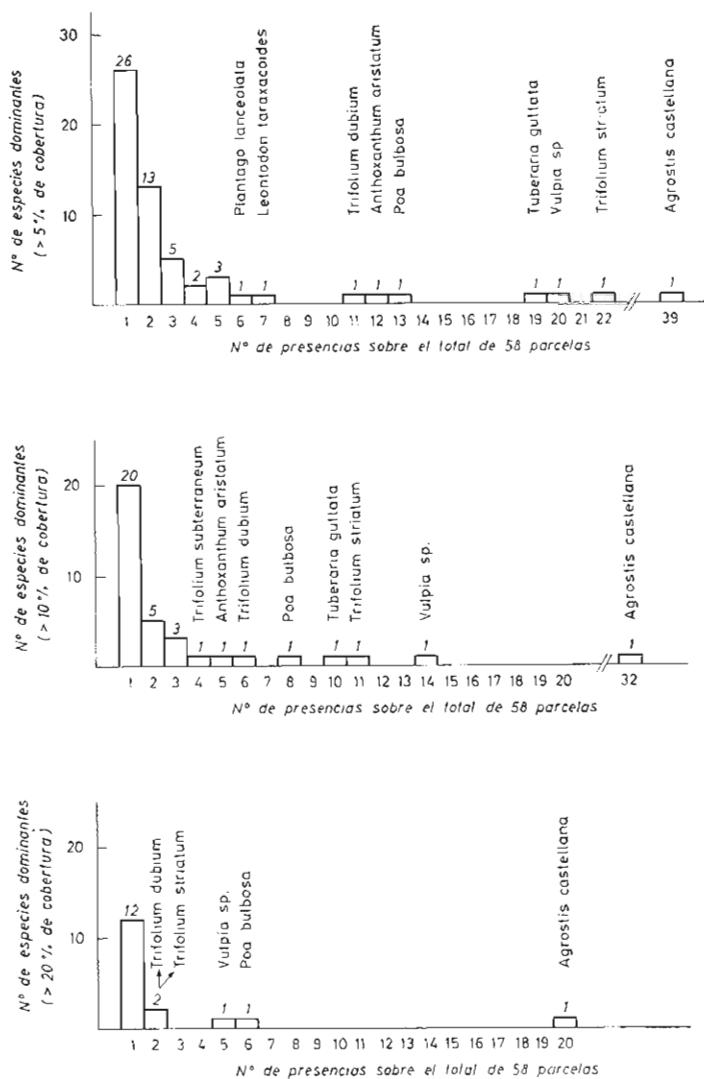 Nº de especies dominantes
(> 5 % de cobertura)
30
20
10
26
13
5
2
3
1
1
1
1
1
1
1
1
1
Plantago lanceolata
Leontodon taraxacoides
Trifolium dubium
Anthoxanthum aristatum
Poa bulbosa
Tuberaria guttata
Vulpia sp
Trifolium striatum
Agrostis castellana
1 2 3 4 5 6 7 8 9 10 11 12 13 14 15 16 17 18 19 20 21 22 39
Nº de presencias sobre el total de 58 parcelas
Nº de especies dominantes
(> 10 % de cobertura)
20
10
20
5
3
1
1
1
1
1
1
1
1
Trifolium subterraneum
Anthoxanthum aristatum
Trifolium dubium
Poa bulbosa
Tuberaria guttata
Trifolium striatum
Vulpia sp.
Agrostis castellana
1 2 3 4 5 6 7 8 9 10 11 12 13 14 15 16 17 18 19 20 32
Nº de presencias sobre el total de 58 parcelas
Nº de especies dominantes
(> 20 % de cobertura)
20
10
12
2
1
1
1
Trifolium dubium
Trifolium striatum
Vulpia sp.
Poa bulbosa
Agrostis castellana
1 2 3 4 5 6 7 8 9 10 11 12 13 14 15 16 17 18 19 20
Nº de presencias sobre el total de 58 parcelas